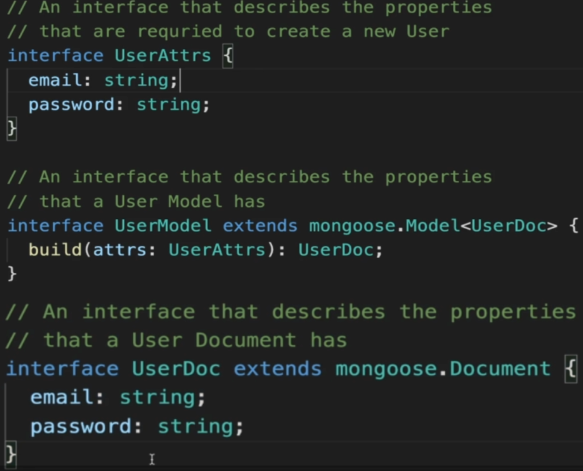 // An interface that describes the properties
// that are requried to create a new User
interface UserAttrs {
email: string;
password: string;
}
// An interface that describes the properties
// that a User Model has
interface UserModel extends mongoose.Model<UserDoc> {
build(attrs: UserAttrs): UserDoc;
}
// An interface that describes the properties
// that a User Document has
interface UserDoc extends mongoose.Document {
email: string;
password: string;
}